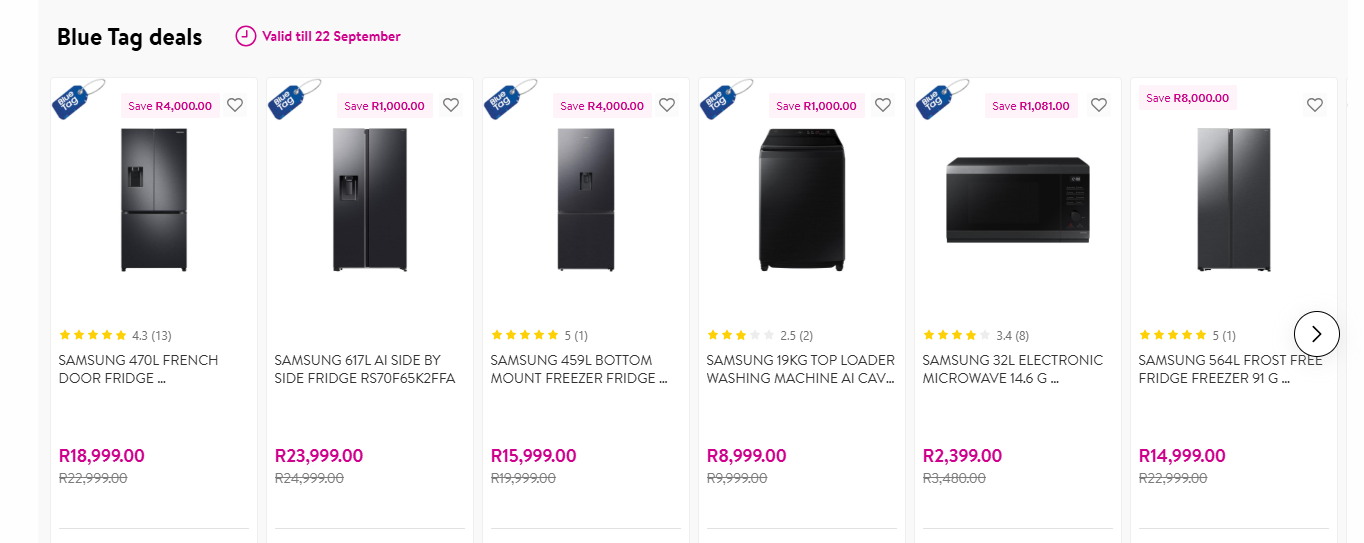 Blue Tag deals
Valid till 22 September
Blue Tag
Save R4,000.00
4.3 (13)
SAMSUNG 470L FRENCH
DOOR FRIDGE ...
R18,999.00
R22,999.00
Blue Tag
Save R1,000.00
SAMSUNG 617L AI SIDE BY
SIDE FRIDGE RS70F65K2FFA
R23,999.00
R24,999.00
Blue Tag
Save R4,000.00
5 (1)
SAMSUNG 459L BOTTOM
MOUNT FREEZER FRIDGE ...
R15,999.00
R19,999.00
Blue Tag
Save R1,000.00
2.5 (2)
SAMSUNG 19KG TOP LOADER
WASHING MACHINE AI CAV...
R8,999.00
R9,999.00
Blue Tag
Save R1,081.00
3.4 (8)
SAMSUNG 32L ELECTRONIC
MICROWAVE 14.6 G ...
R2,399.00
R3,480.00
Save R8,000.00
5 (1)
SAMSUNG 564L FROST FREE
FRIDGE FREEZER 91 G ...
R14,999.00
R22,999.00